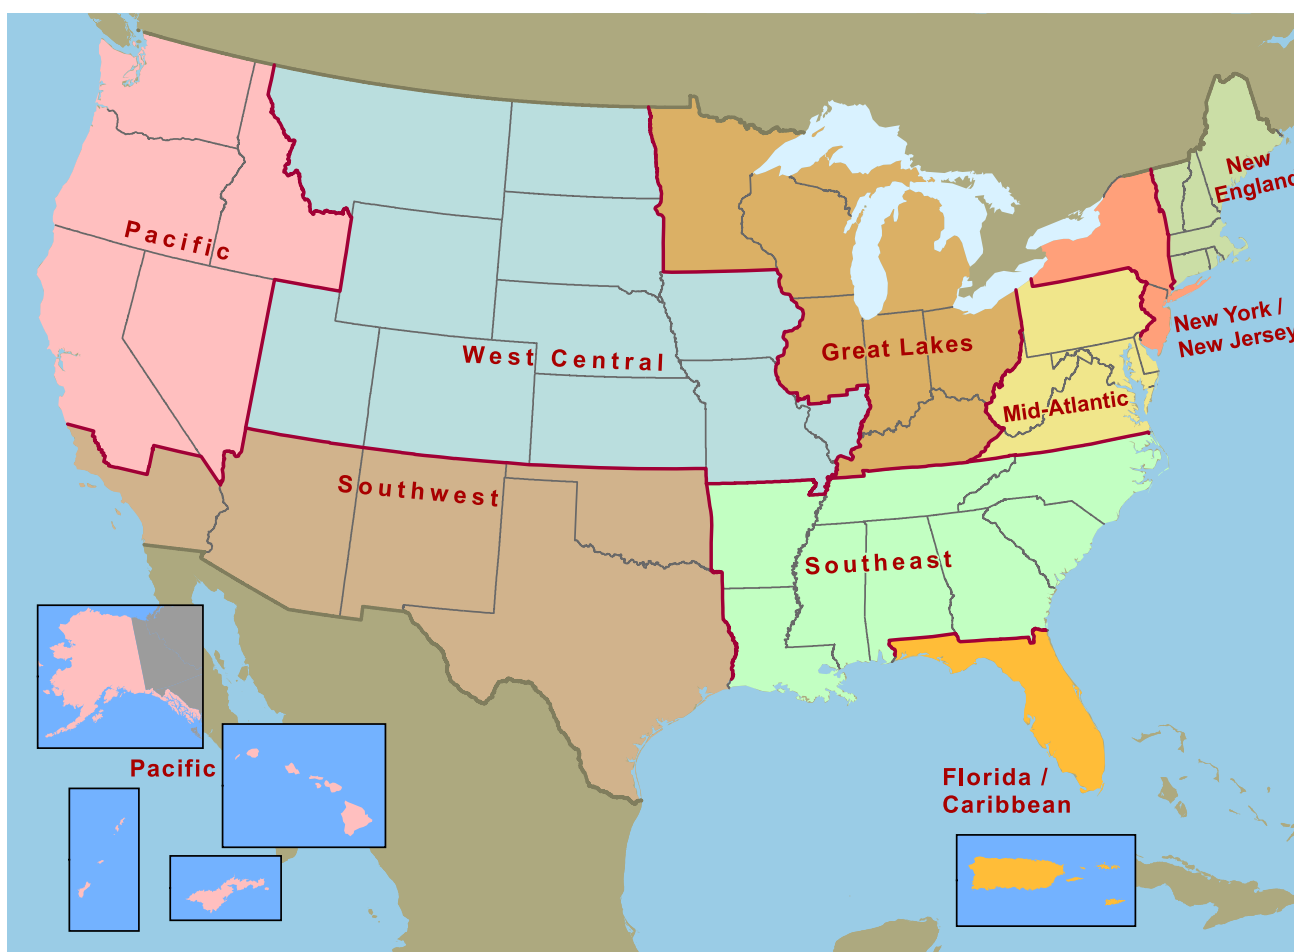 New
England
Pacific
New York /
New Jersey
West Central
Great Lakes
Mid-Atlantic
Southwest
Southeast
Pacific
Florida /
Caribbean